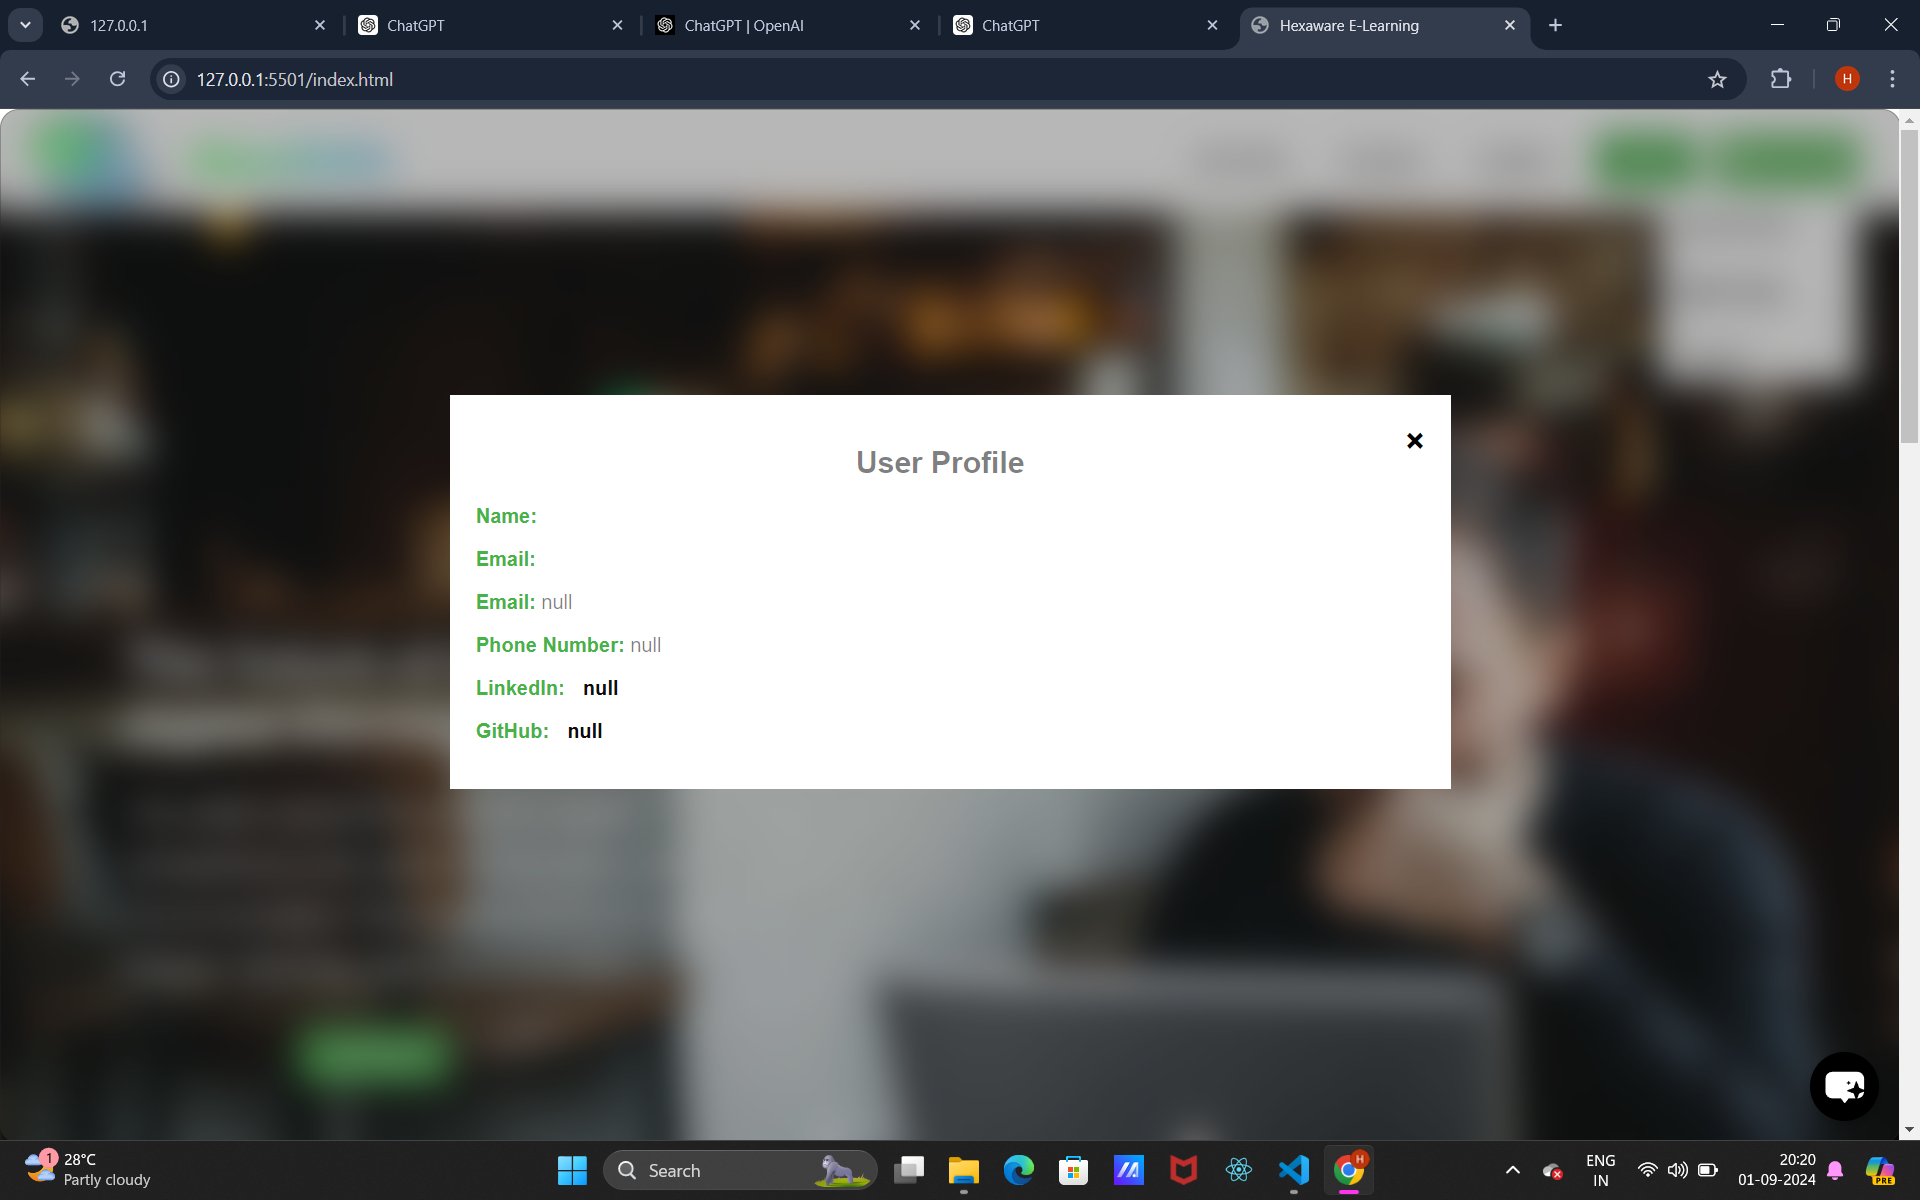 127.0.0.1
ChatGPT
ChatGPT | OpenAI
ChatGPT
Hexaware E-Learning
127.0.0.1:5501/index.html
H
User Profile
Name:
Email:
Email: null
Phone Number: null
LinkedIn: null
GitHub: null
1
28°C
Partly cloudy
Search
H
ENG
IN
20:20
01-09-2024
PRE